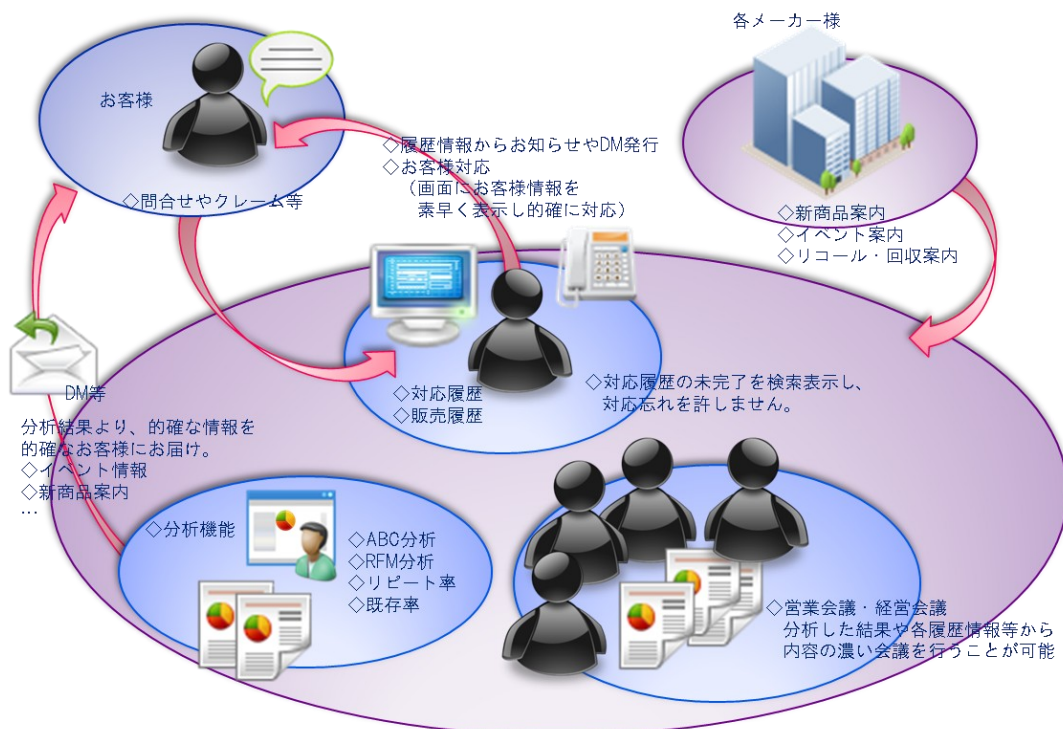 各メーカー様
お客様
◇問合せやクレーム等
◇履歴情報からお知らせやDM発行
◇お客様対応
（画面にお客様情報を
素早く表示し的確に対応）
◇新商品案内
◇イベント案内
◇リコール・回収案内
◇対応履歴
◇販売履歴
◇対応履歴の未完了を検索表示し、
対応忘れを許しません。
DM等
分析結果より、的確な情報を
的確なお客様にお届け。
◇イベント情報
◇新商品案内
…
◇分析機能
◇ABC分析
◇RFM分析
◇リピート率
◇既存率
◇営業会議・経営会議
分析した結果や各履歴情報等から
内容の濃い会議を行うことが可能